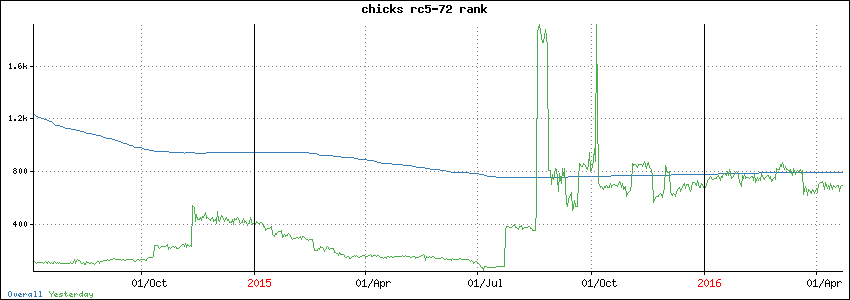 chicks rc5-72 rank
1.6k
1.2k
800
400
01/Oct 2015 01/Apr 01/Jul 01/Oct 2016 01/Apr
Overall Yesterday